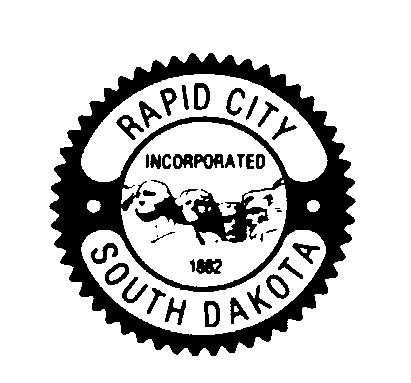 RAPID CITY
INCORPORATED
1882
SOUTH DAKOTA